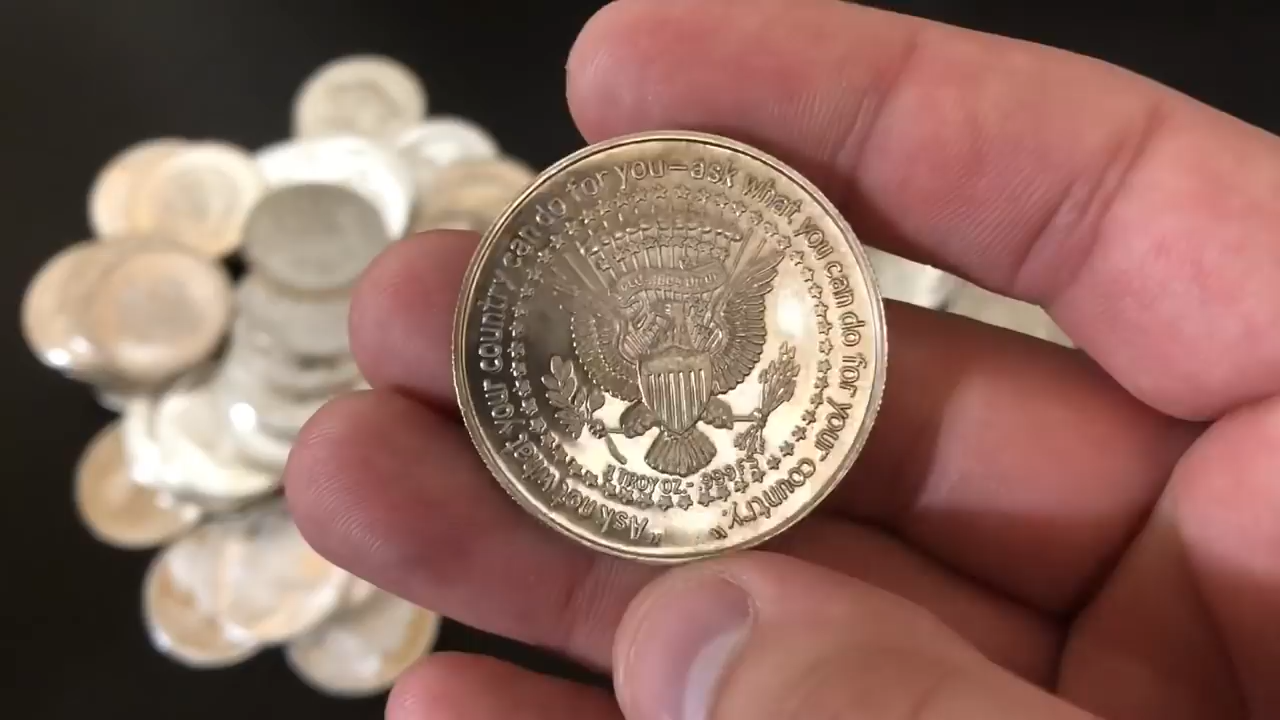 "Ask not what your country can do for you—ask what you can do for your country."
1 TROY OZ. - .999 FS